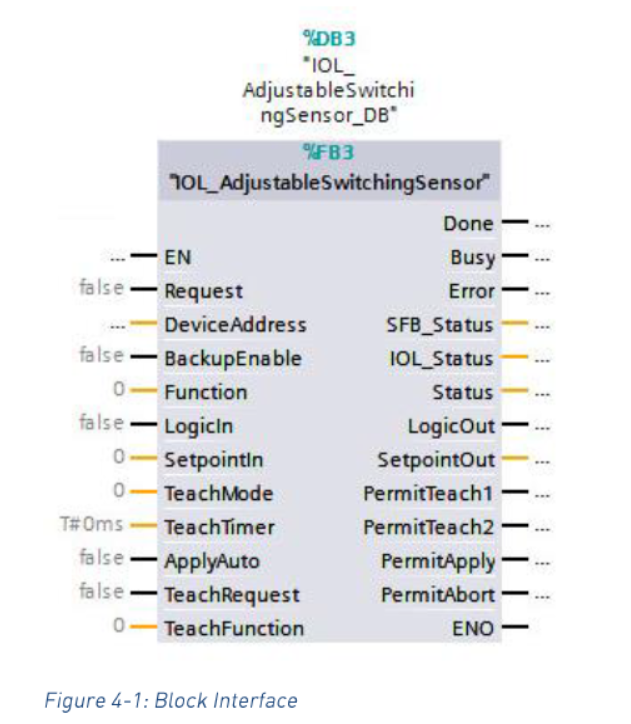 %DB3
"IOL_
AdjustableSwitchi
ngSensor_DB"
%FB3
"IOL_AdjustableSwitchingSensor"
Done ...
... EN Busy ...
false Request Error ...
... DeviceAddress SFB_Status ...
false BackupEnable IOL_Status ...
0 Function Status ...
false LogicIn LogicOut ...
0 SetpointIn SetpointOut ...
0 TeachMode PermitTeach1 ...
T#0ms TeachTimer PermitTeach2 ...
false ApplyAuto PermitApply ...
false TeachRequest PermitAbort ...
0 TeachFunction ENO
Figure 4-1: Block Interface